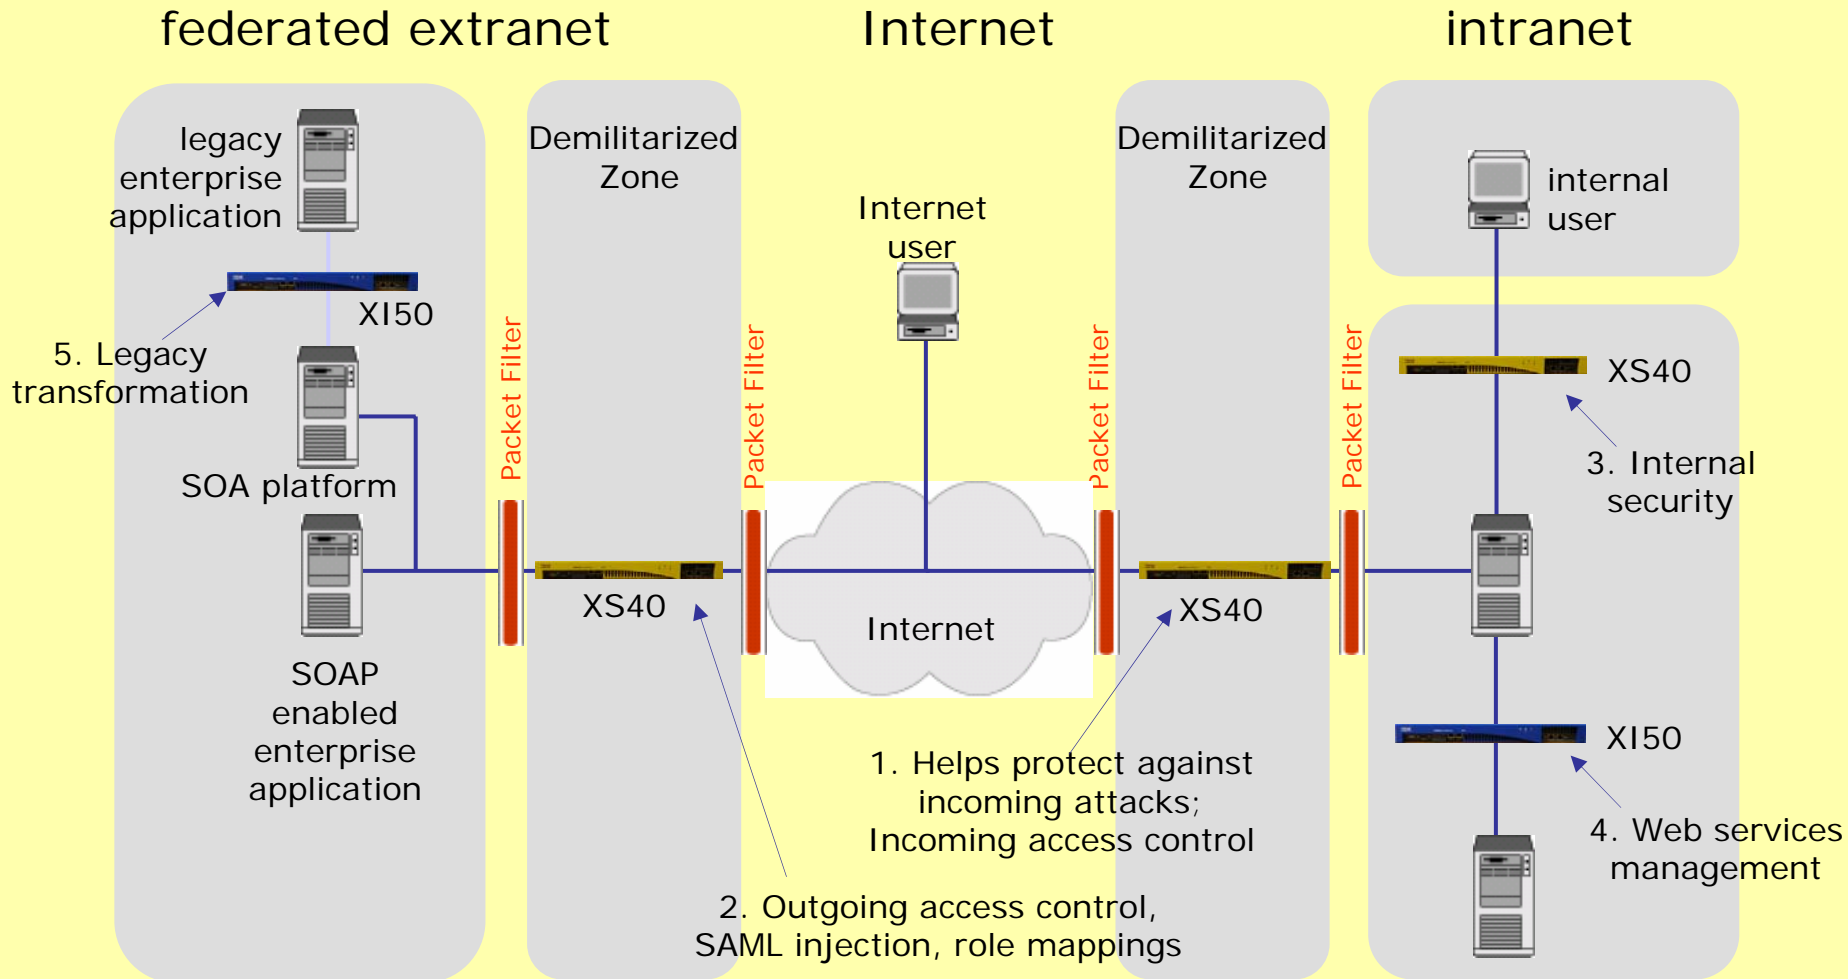 federated extranet
Internet
intranet
legacy
enterprise
application
XI50
5. Legacy
transformation
SOA platform
SOAP
enabled
enterprise
application
Packet Filter
Demilitarized
Zone
XS40
Packet Filter
2. Outgoing access control,
SAML injection, role mappings
Internet
user
Internet
Packet Filter
Demilitarized
Zone
XS40
1. Helps protect against
incoming attacks;
Incoming access control
Packet Filter
internal
user
XS40
3. Internal
security
XI50
4. Web services
management